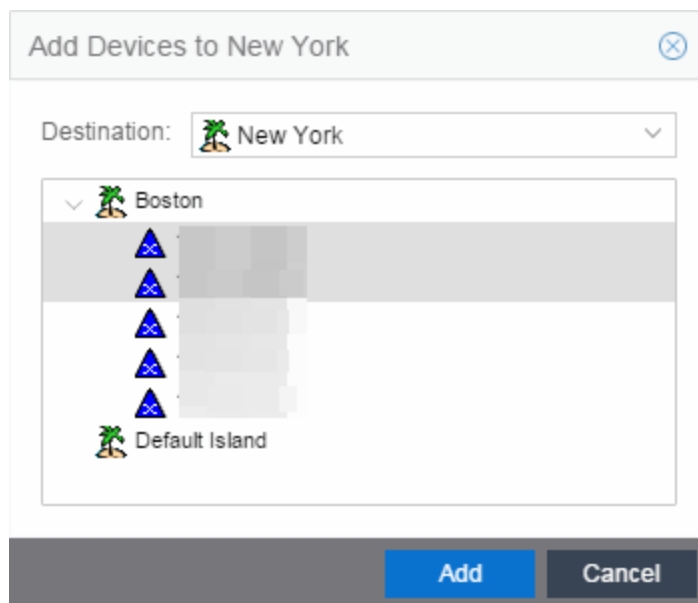 Add Devices to New York
Destination: New York
Boston
Default Island
Add Cancel